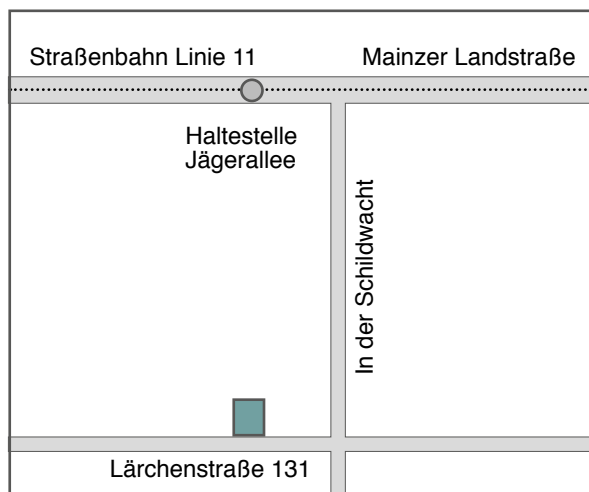 Straßenbahn Linie 11
Mainzer Landstraße
Haltestelle
Jägerallee
In der Schildwacht
Lärchenstraße 131